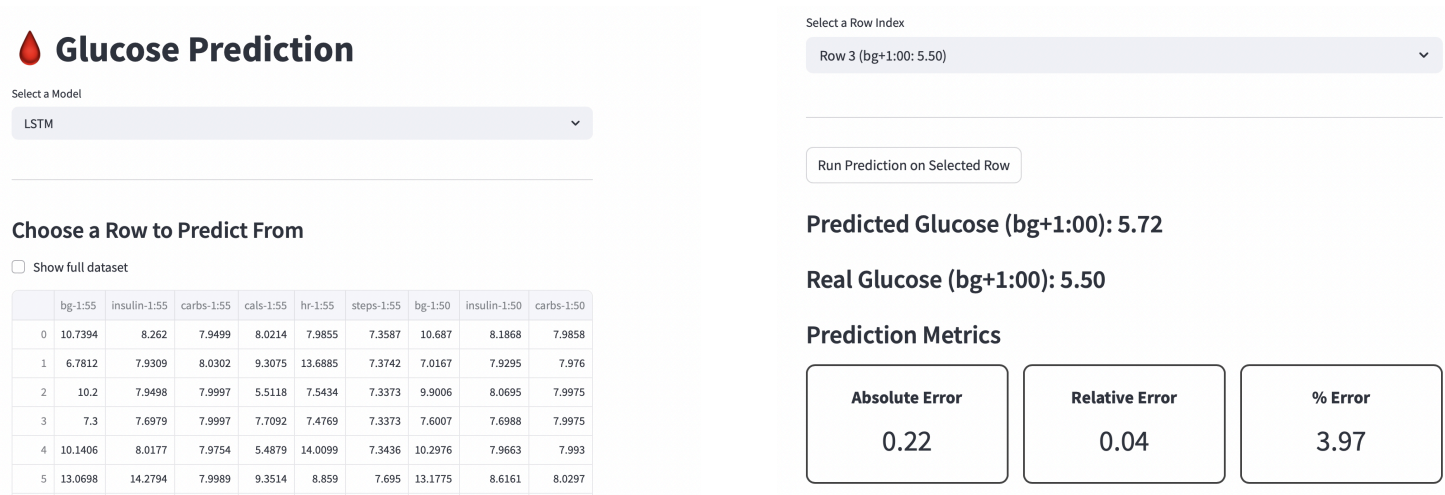 Glucose Prediction
Select a Model
LSTM
Choose a Row to Predict From
Show full dataset
bg-1:55 insulin-1:55 carbs-1:55 cals-1:55 hr-1:55 steps-1:55 bg-1:50 insulin-1:50 carbs-1:50
0 10.7394 8.262 7.9499 8.0214 7.9855 7.3587 10.687 8.1868 7.9858
1 6.7812 7.9309 8.0302 9.3075 13.6885 7.3742 7.0167 7.9295 7.976
2 10.2 7.9498 7.9997 5.5118 7.5434 7.3373 9.9006 8.0695 7.9975
3 7.3 7.6979 7.9997 7.7092 7.4769 7.3373 7.6007 7.6988 7.9975
4 10.1406 8.0177 7.9754 5.4879 14.0099 7.3436 10.2976 7.9663 7.993
5 13.0698 14.2794 7.9989 9.3514 8.859 7.695 13.1775 8.6161 8.0297
Select a Row Index
Row 3 (bg+1:00: 5.50)
Run Prediction on Selected Row
Predicted Glucose (bg+1:00): 5.72
Real Glucose (bg+1:00): 5.50
Prediction Metrics
Absolute Error Relative Error % Error
0.22 0.04 3.97